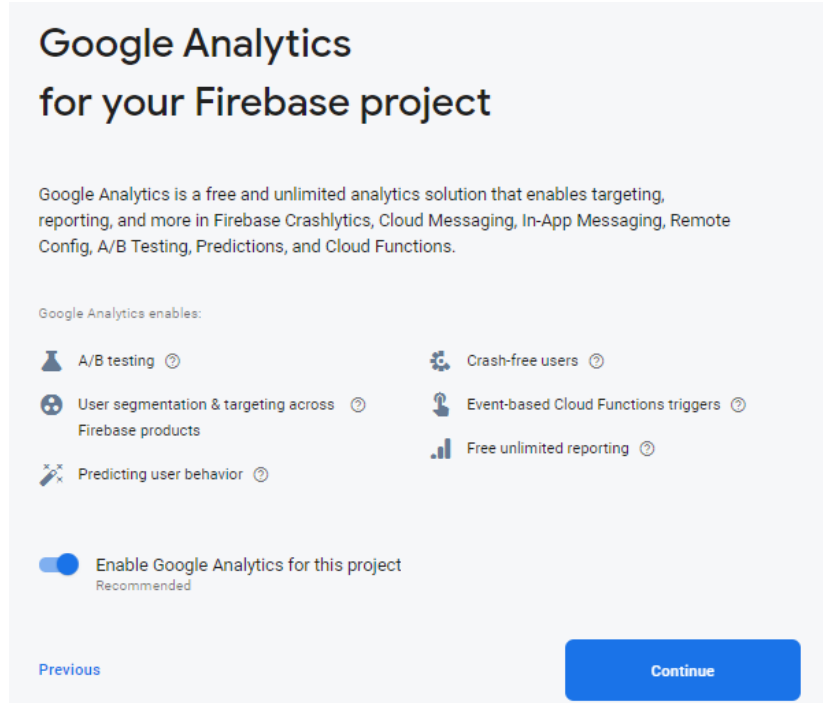 Google Analytics
for your Firebase project
Google Analytics is a free and unlimited analytics solution that enables targeting,
reporting, and more in Firebase Crashlytics, Cloud Messaging, In-App Messaging, Remote
Config, A/B Testing, Predictions, and Cloud Functions.
Google Analytics enables:
A/B testing ?
User segmentation & targeting across ?
Firebase products
Predicting user behavior ?
Crash-free users ?
Event-based Cloud Functions triggers ?
Free unlimited reporting ?
Enable Google Analytics for this project
Recommended
Previous
Continue